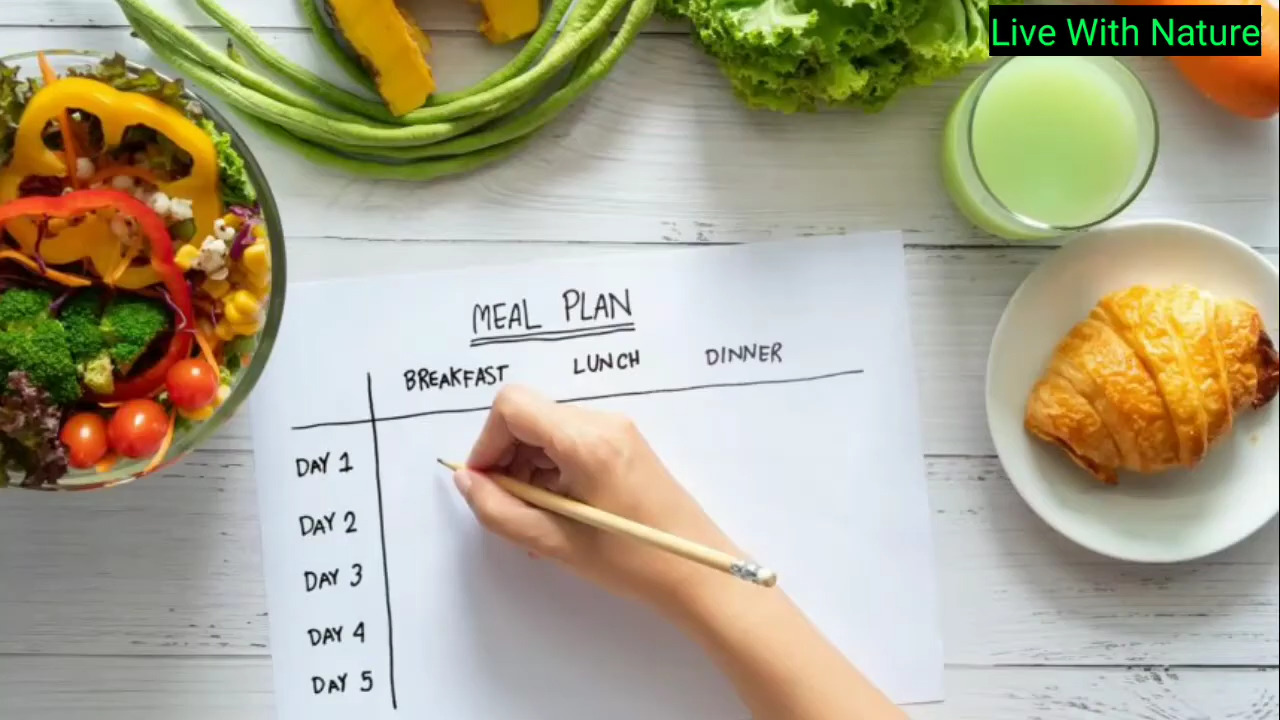 Live With Nature
MEAL PLAN
BREAKFAST LUNCH DINNER
DAY 1
DAY 2
DAY 3
DAY 4
DAY 5